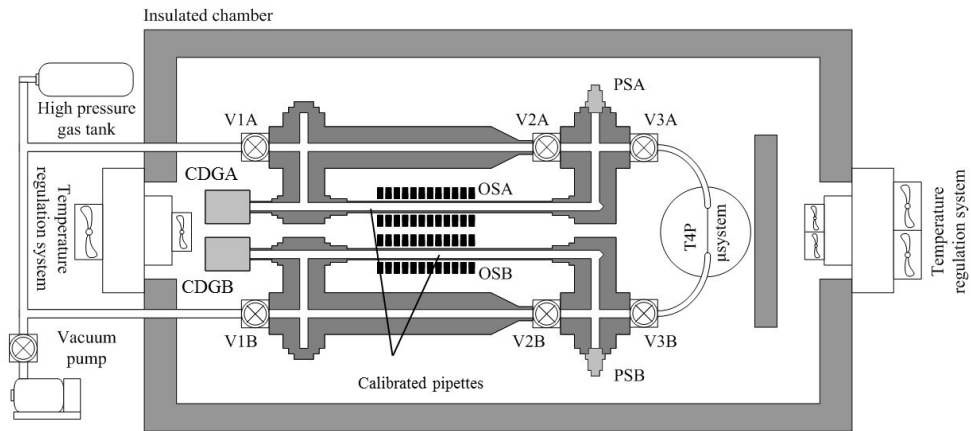 Insulated chamber
High pressure
gas tank
PSA
V1A
V2A
V3A
CDGA
OSA
Temperature
regulation system
T4P
μsystem
Temperature
regulation system
CDGB
OSB
Vacuum
pump
V1B
V2B
V3B
Calibrated pipettes
PSB